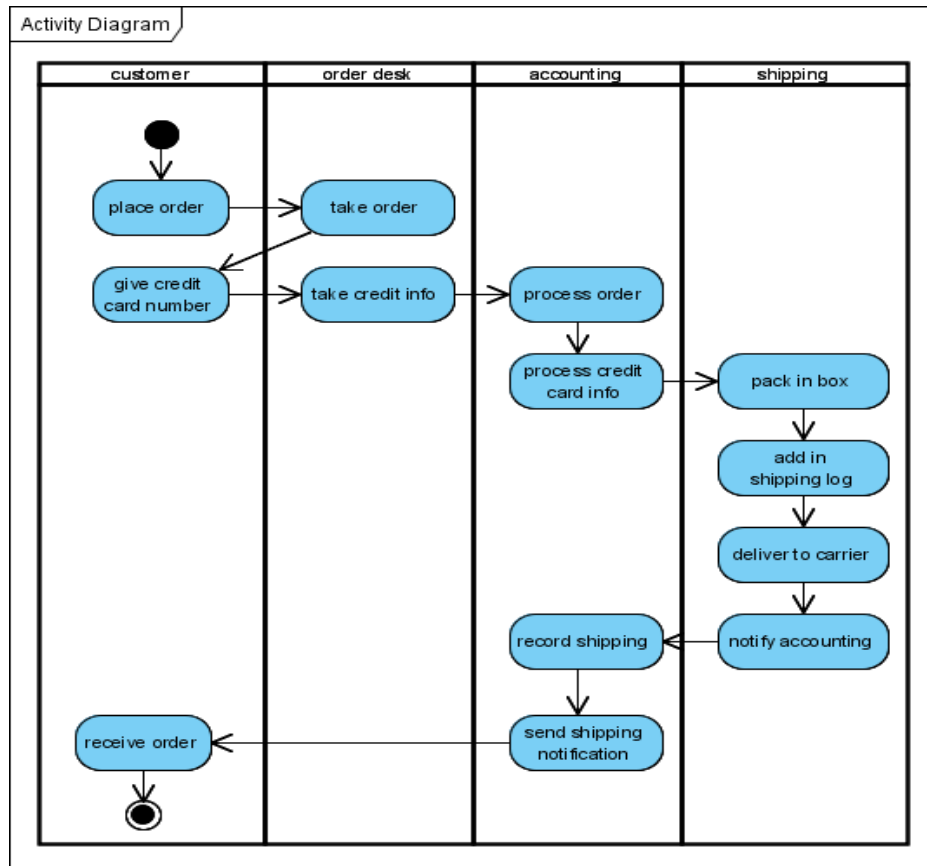 Activity Diagram
customer
order desk
accounting
shipping
place order
take order
give credit
card number
take credit info
process order
process credit
card info
pack in box
add in
shipping log
deliver to carrier
record shipping
notify accounting
receive order
send shipping
notification